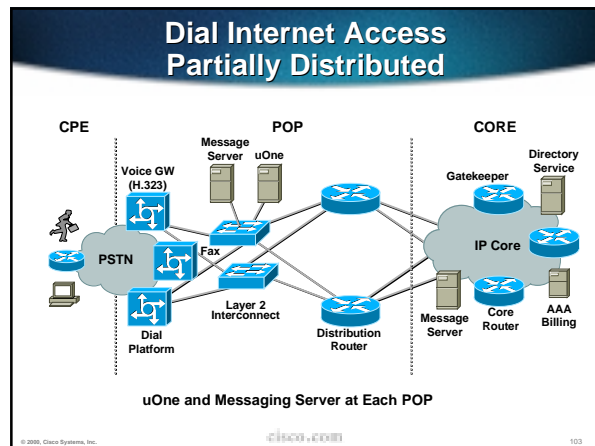 Dial Internet Access
Partially Distributed
CPE
POP
CORE
Message
Server
uOne
Voice GW
(H.323)
Gatekeeper
Directory
Service
PSTN
Fax
IP Core
Layer 2
Interconnect
Dial
Platform
Distribution
Router
Message
Server
Core
Router
AAA
Billing
uOne and Messaging Server at Each POP
© 2000, Cisco Systems, Inc.
cisco.com
103